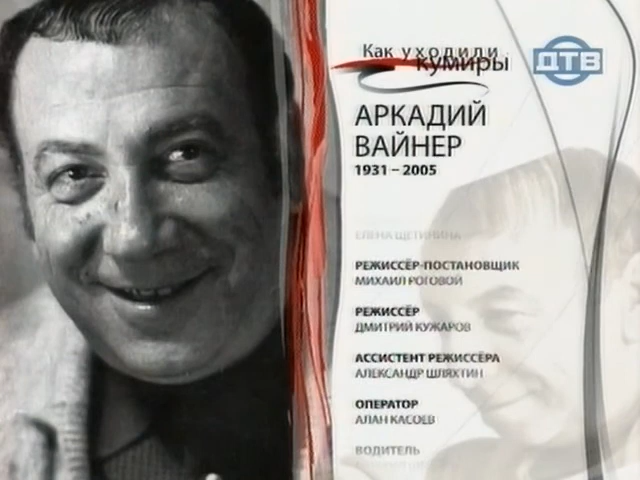 Как уходили
кумиры
ДТВ
АРКАДИЙ
ВАЙНЕР
1931 – 2005
ЕЛЕНА ЩЕТИНИНА
РЕЖИССЁР-ПОСТАНОВЩИК
МИХАИЛ РОГОВОЙ
РЕЖИССЁР
ДМИТРИЙ КУЖАРОВ
АССИСТЕНТ РЕЖИССЁРА
АЛЕКСАНДР ШЛЯХТИН
ОПЕРАТОР
АЛАН КАСОЕВ
ВОДИТЕЛЬ